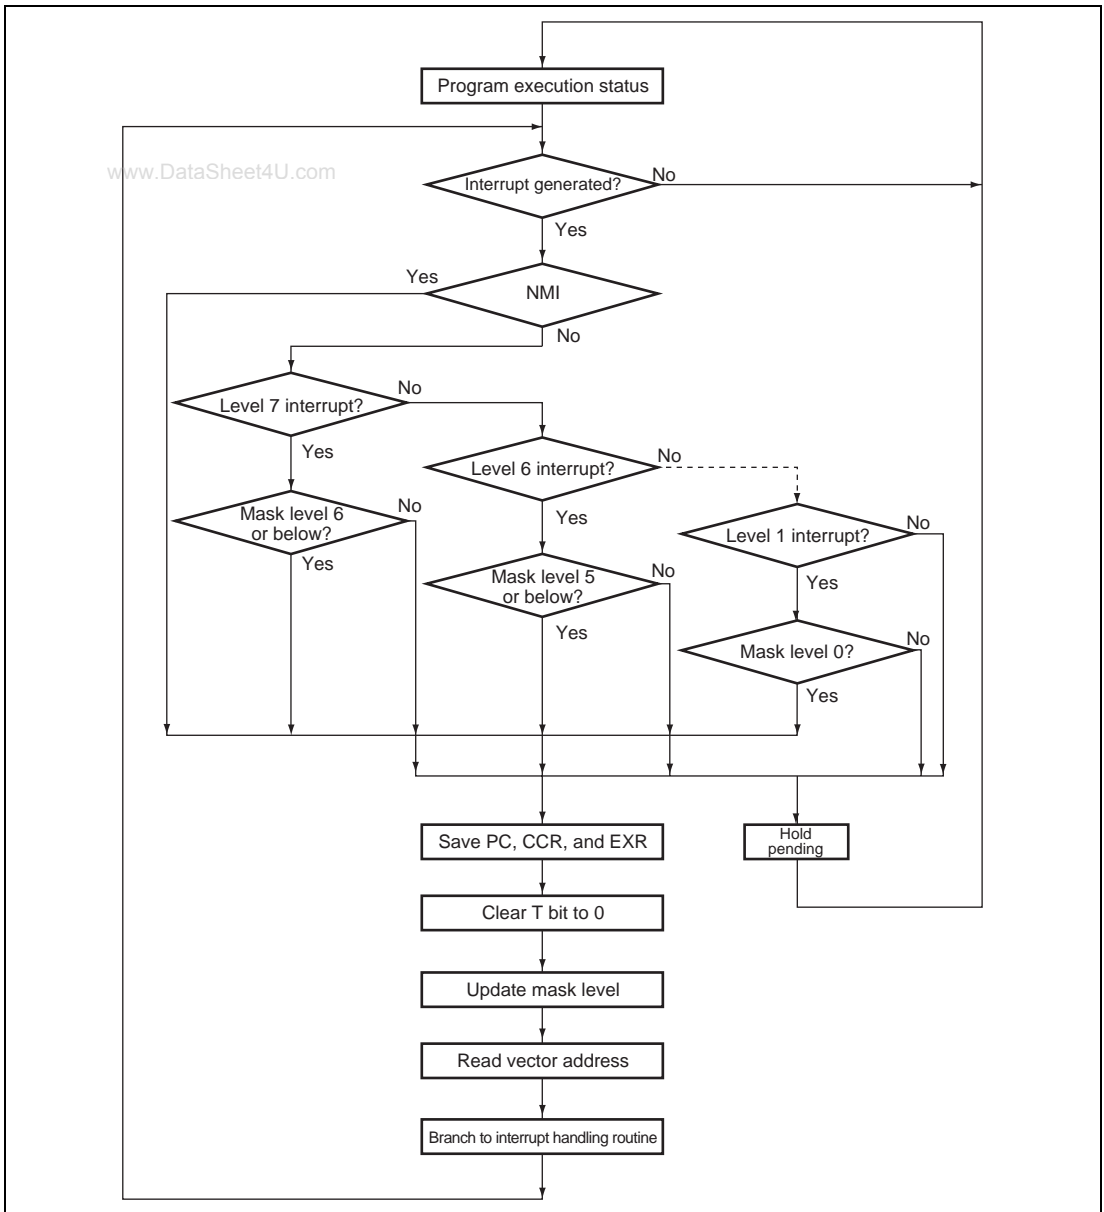 Program execution status
www.DataSheet4U.com
Interrupt generated?
No
Yes
Yes
NMI
No
Level 7 interrupt?
No
Yes
Level 6 interrupt?
No
Mask level 6
or below?
No
Yes
Level 1 interrupt?
No
Yes
Mask level 5
or below?
No
Yes
Yes
Mask level 0?
No
Yes
Save PC, CCR, and EXR
Hold
pending
Clear T bit to 0
Update mask level
Read vector address
Branch to interrupt handling routine